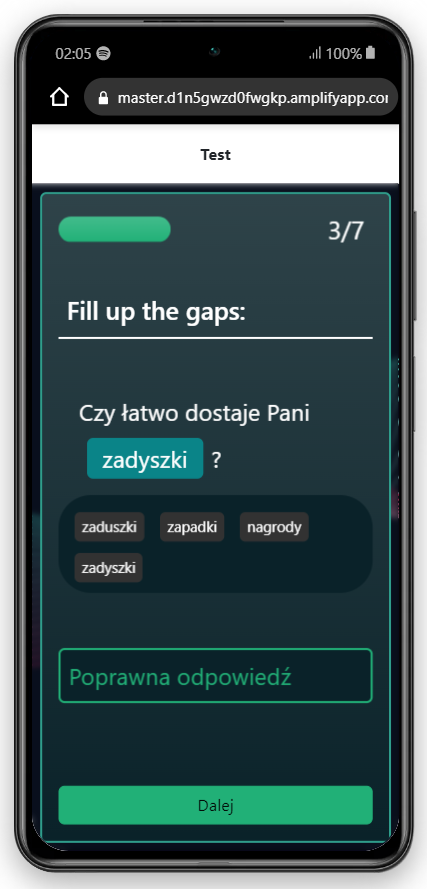 02:05 100%
master.d1n5gwzd0fwgkp.amplifyapp.cor
Test
3/7
Fill up the gaps:
Czy łatwo dostaje Pani
zadyszki ?
zaduszki zapadki nagrody
zadyszki
Poprawna odpowiedź
Dalej